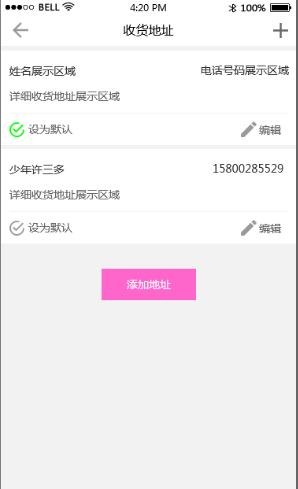 BELL 4:20 PM 100%
收货地址
姓名展示区域 电话号码展示区域
详细收货地址展示区域
设为默认 编辑
少年许三多 15800285529
详细收货地址展示区域
设为默认 编辑
添加地址